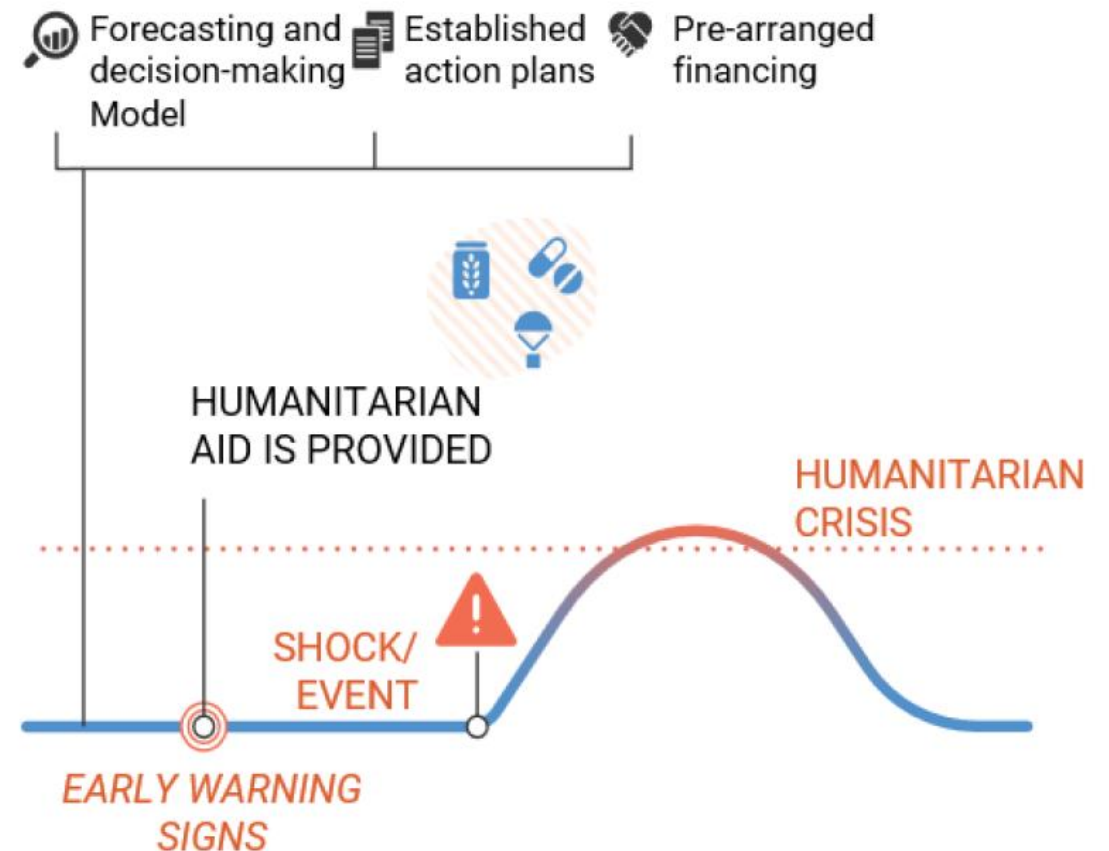 Forecasting and
decision-making
Model
Established
action plans
Pre-arranged
financing
HUMANITARIAN
AID IS PROVIDED
HUMANITARIAN
CRISIS
SHOCK/
EVENT
EARLY WARNING
SIGNS